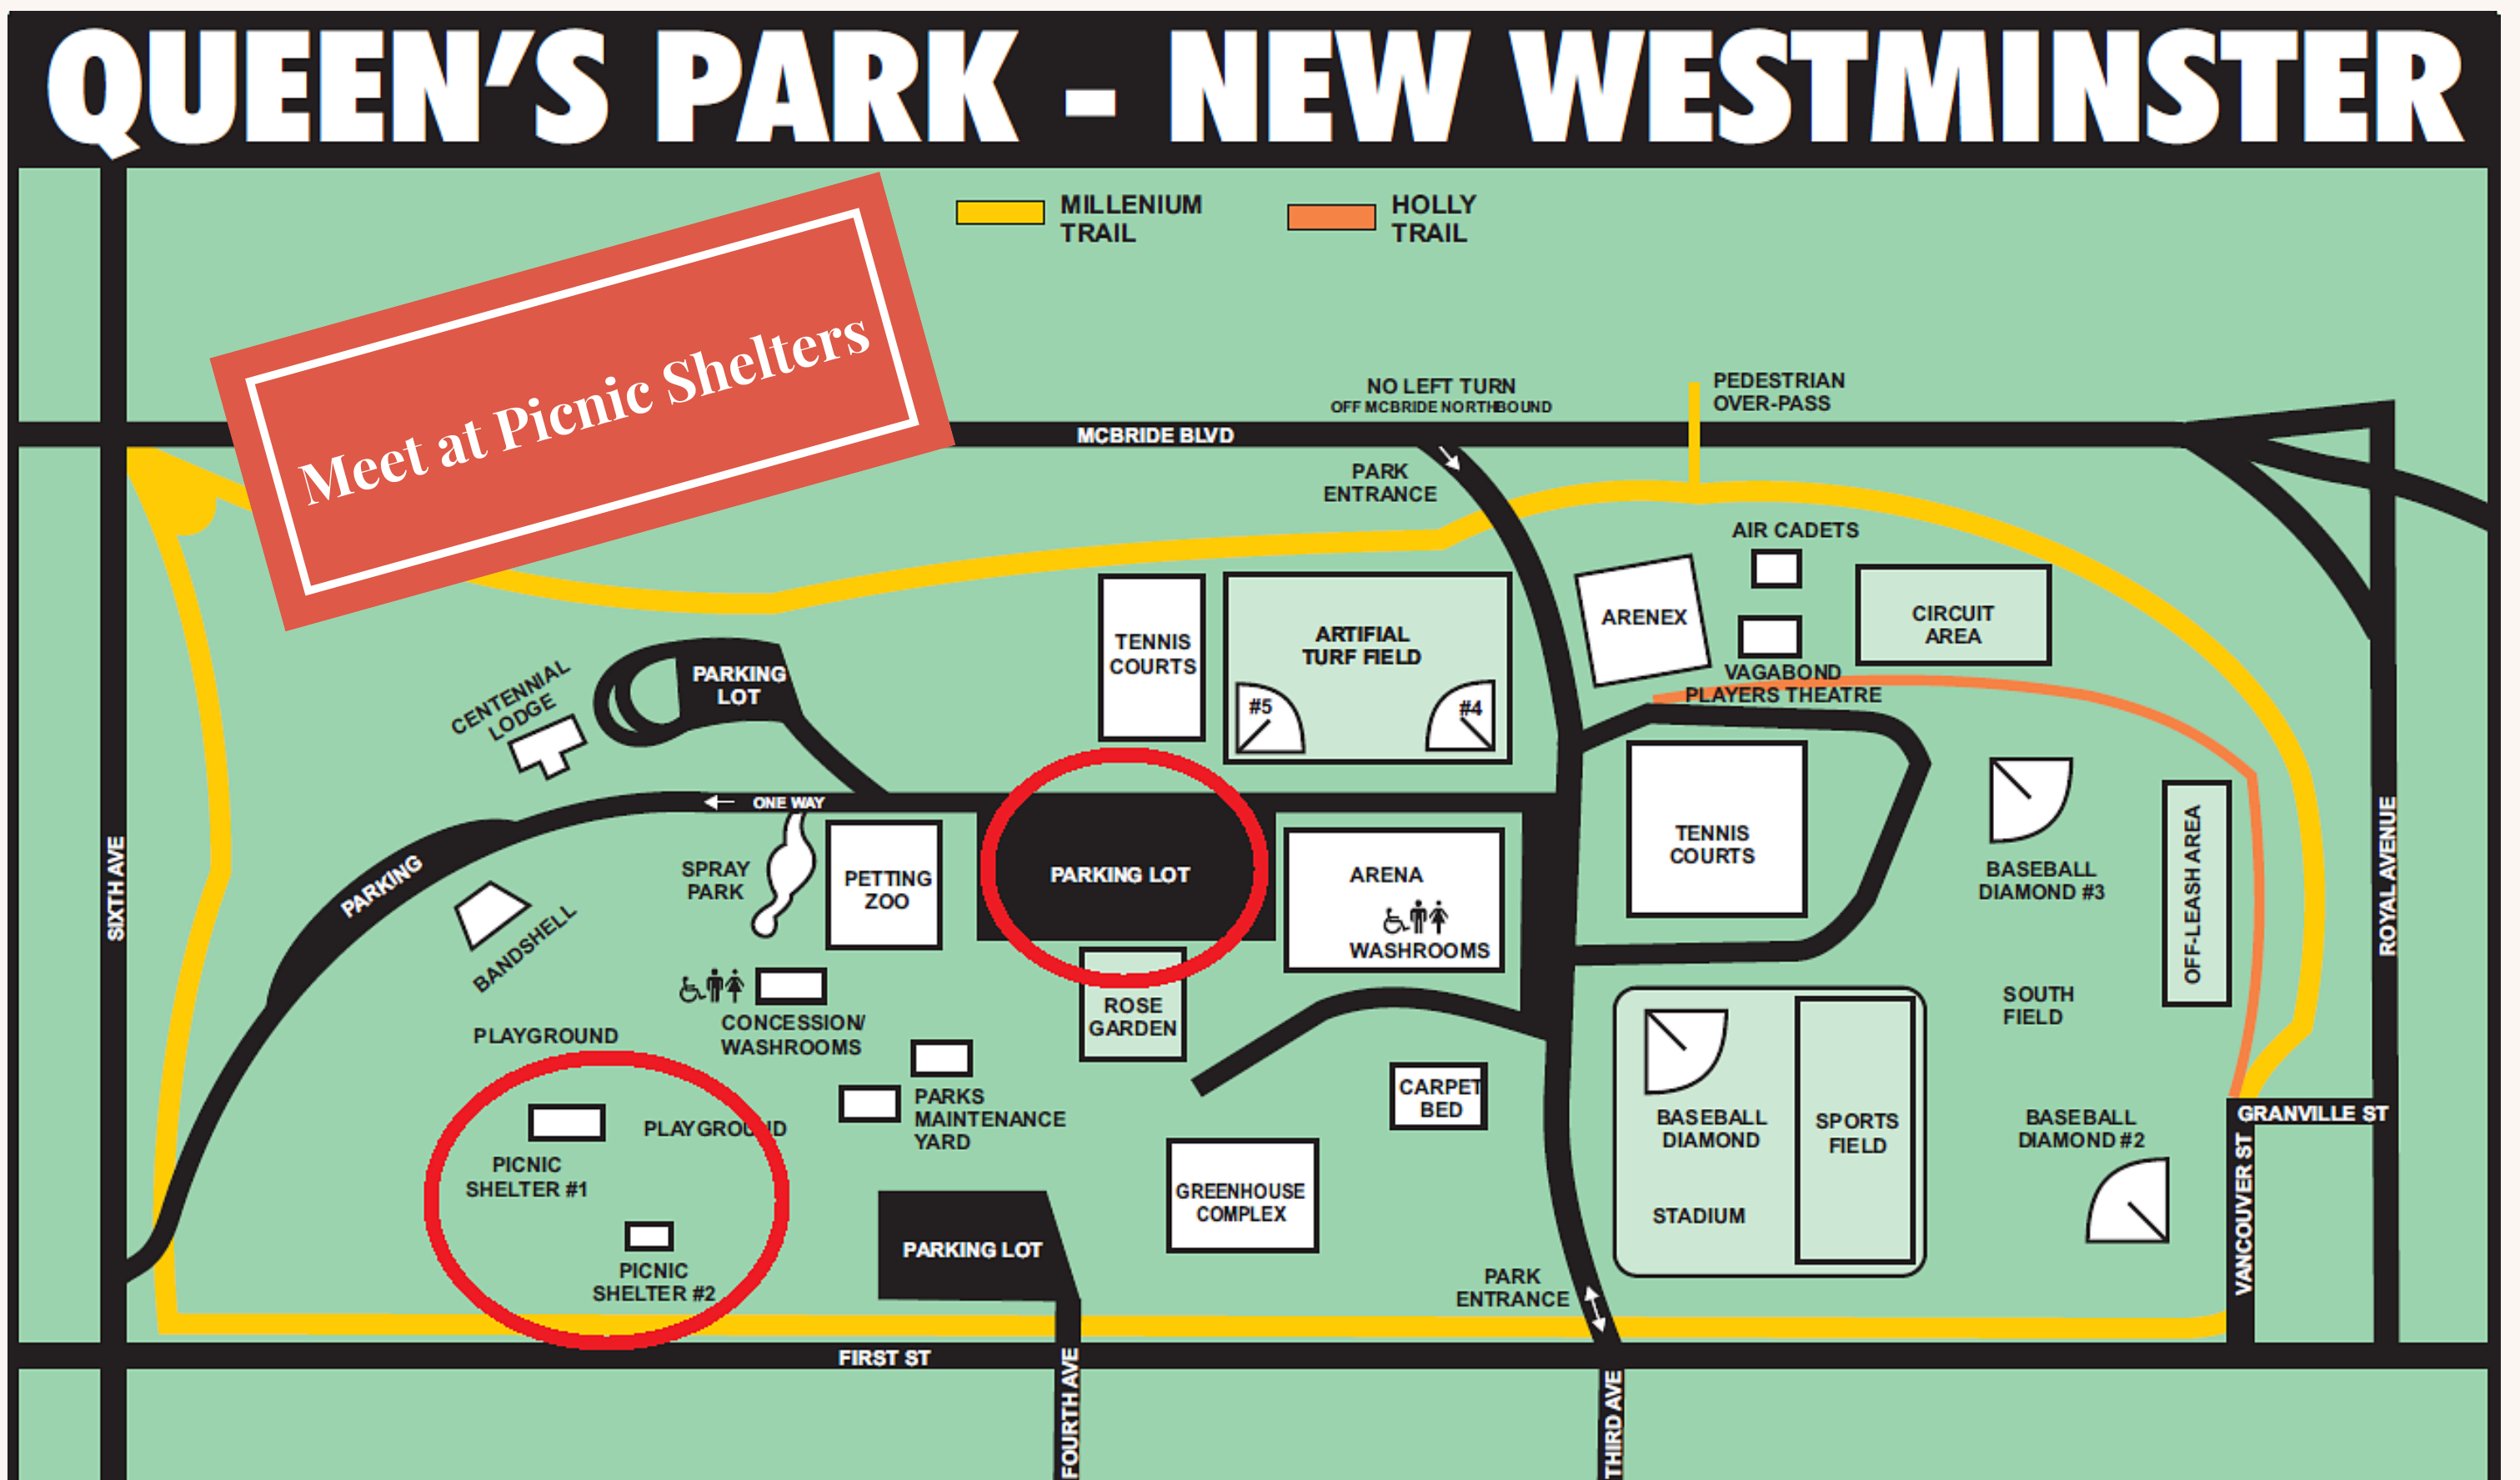 QUEEN'S PARK - NEW WESTMINSTER
MILLENIUM
TRAIL
HOLLY
TRAIL
Meet at Picnic Shelters
NO LEFT TURN
OFF MCBRIDE NORTHBOUND
PEDESTRIAN
OVER-PASS
MCBRIDE BLVD
PARK
ENTRANCE
AIR CADETS
ARENEX
CIRCUIT
AREA
TENNIS
COURTS
ARTIFIAL
TURF FIELD
#5
#4
VAGABOND
PLAYERS THEATRE
CENTENNIAL
LODGE
PARKING
LOT
ONE WAY
SIXTH AVE
PARKING
BANDSHELL
SPRAY
PARK
PETTING
ZOO
PARKING LOT
ARENA
WASHROOMS
TENNIS
COURTS
BASEBALL
DIAMOND #3
OFF-LEASH AREA
ROYAL AVENUE
SOUTH
FIELD
ROSE
GARDEN
CONCESSION/
WASHROOMS
PLAYGROUND
PARKS
MAINTENANCE
YARD
PLAYGROUND
PICNIC
SHELTER #1
PICNIC
SHELTER #2
CARPET
BED
GREENHOUSE
COMPLEX
PARKING LOT
BASEBALL
DIAMOND
SPORTS
FIELD
STADIUM
BASEBALL
DIAMOND #2
GRANVILLE ST
VANCOUVER ST
PARK
ENTRANCE
FIRST ST
FOURTH AVE
THIRD AVE